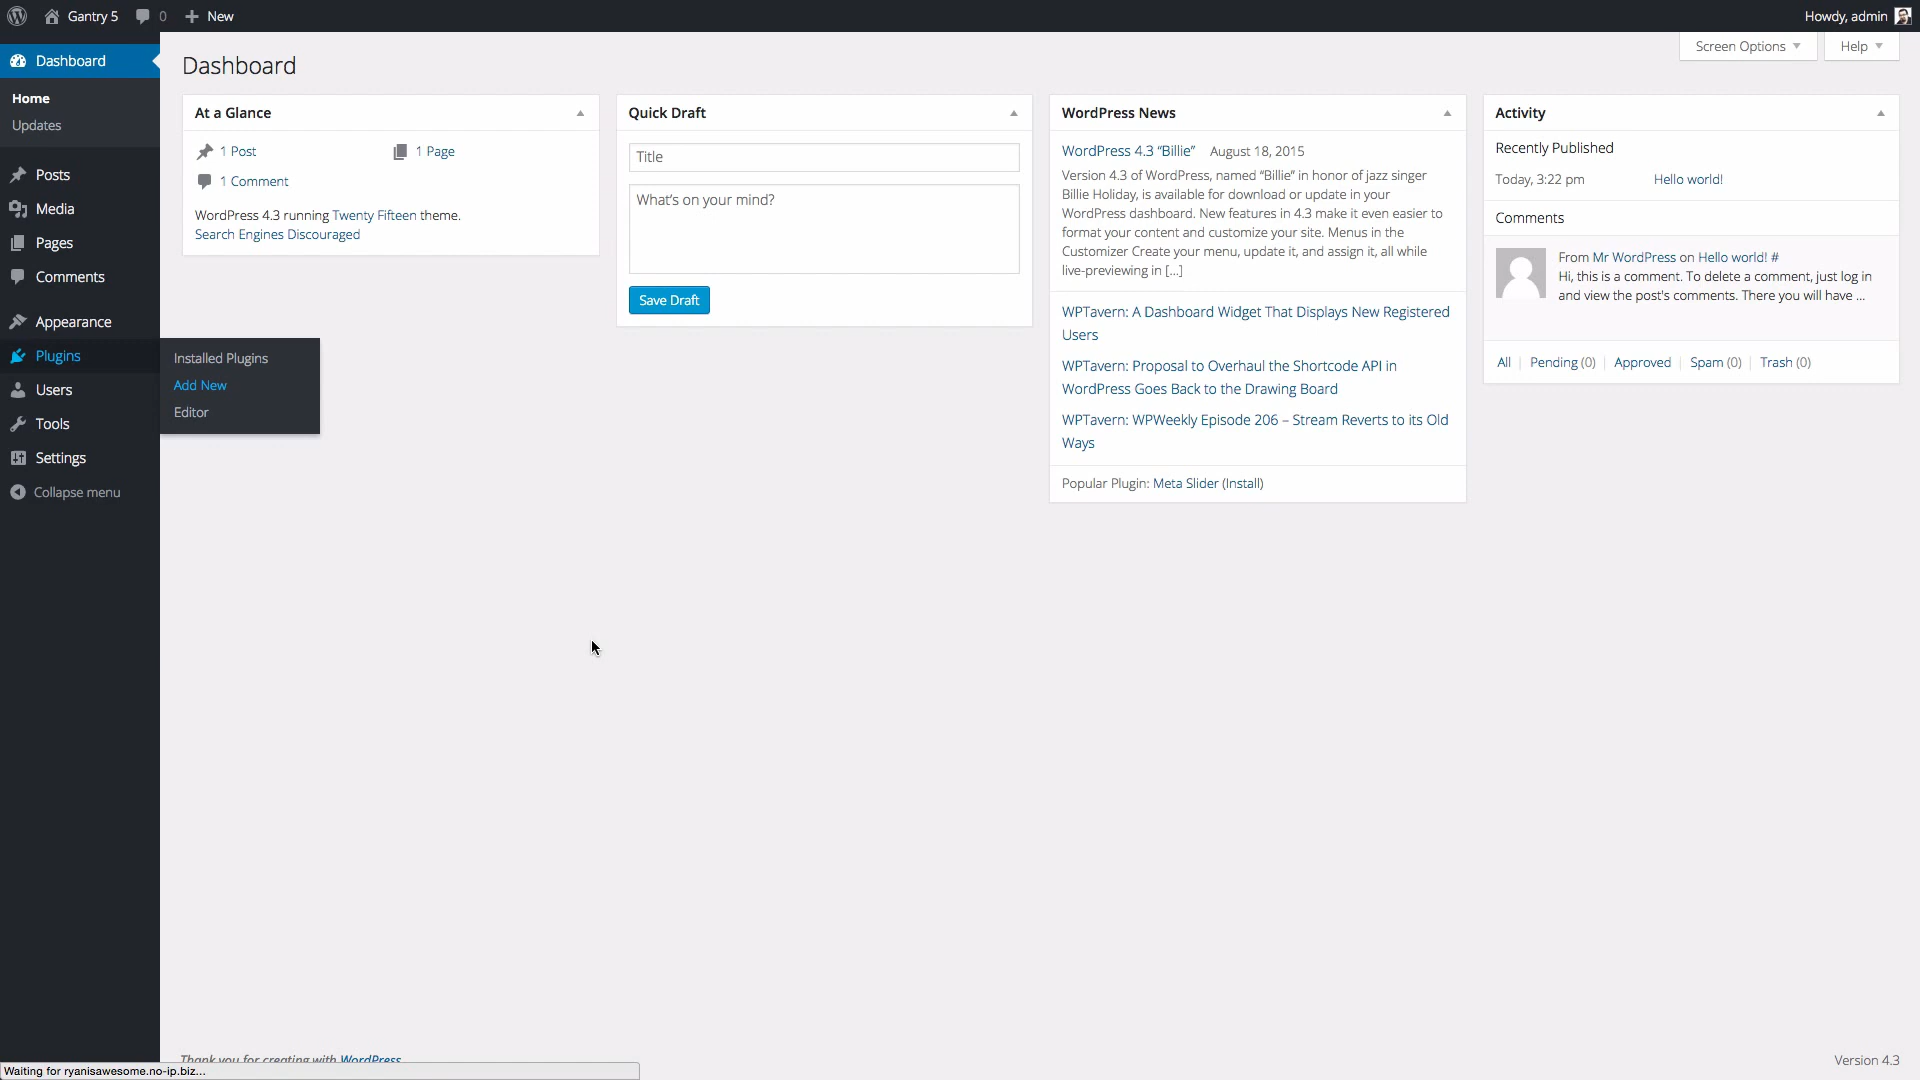 Gantry 5
0
New
Howdy, admin
Screen Options
Help
Dashboard
Home
Updates
Posts
Media
Pages
Comments
Appearance
Plugins
Users
Tools
Settings
Collapse menu
Installed Plugins
Add New
Editor
Dashboard
At a Glance
1 Post
1 Page
1 Comment
WordPress 4.3 running Twenty Fifteen theme.
Search Engines Discouraged
Quick Draft
Title
What's on your mind?
Save Draft
WordPress News
WordPress 4.3 “Billie” August 18, 2015
Version 4.3 of WordPress, named “Billie” in honor of jazz singer
Billie Holiday, is available for download or update in your
WordPress dashboard. New features in 4.3 make it even easier to
format your content and customize your site. Menus in the
Customizer Create your menu, update it, and assign it, all while
live-previewing in […]
WPTavern: A Dashboard Widget That Displays New Registered
Users
WPTavern: Proposal to Overhaul the Shortcode API in
WordPress Goes Back to the Drawing Board
WPTavern: WPWeekly Episode 206 – Stream Reverts to its Old
Ways
Popular Plugin: Meta Slider (Install)
Activity
Recently Published
Today, 3:22 pm Hello world!
Comments
From Mr WordPress on Hello world! #
Hi, this is a comment. To delete a comment, just log in
and view the post's comments. There you will have ...
All | Pending (0) | Approved | Spam (0) | Trash (0)
Thank you for creating with WordPress
Version 4.3
Waiting for ryanisawesome.no-ip.biz...